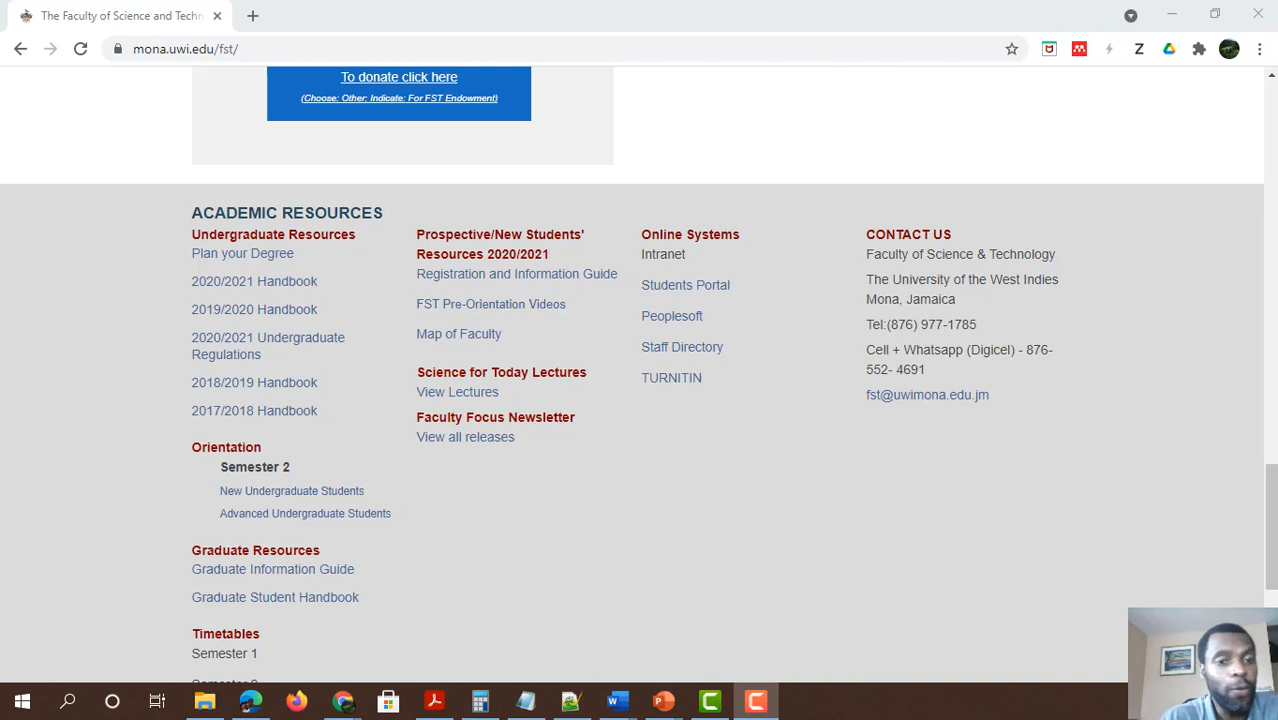 The Faculty of Science and Techn
mona.uwi.edu/fst/
To donate click here
(Choose: Other; Indicate: For FST Endowment)
ACADEMIC RESOURCES
Undergraduate Resources
Plan your Degree
2020/2021 Handbook
2019/2020 Handbook
2020/2021 Undergraduate
Regulations
2018/2019 Handbook
2017/2018 Handbook
Orientation
Semester 2
New Undergraduate Students
Advanced Undergraduate Students
Graduate Resources
Graduate Information Guide
Graduate Student Handbook
Timetables
Semester 1
Prospective/New Students'
Resources 2020/2021
Registration and Information Guide
FST Pre-Orientation Videos
Map of Faculty
Science for Today Lectures
View Lectures
Faculty Focus Newsletter
View all releases
Online Systems
Intranet
Students Portal
Peoplesoft
Staff Directory
TURNITIN
CONTACT US
Faculty of Science & Technology
The University of the West Indies
Mona, Jamaica
Tel:(876) 977-1785
Cell + Whatsapp (Digicel) - 876-
552- 4691
fst@uwimona.edu.jm